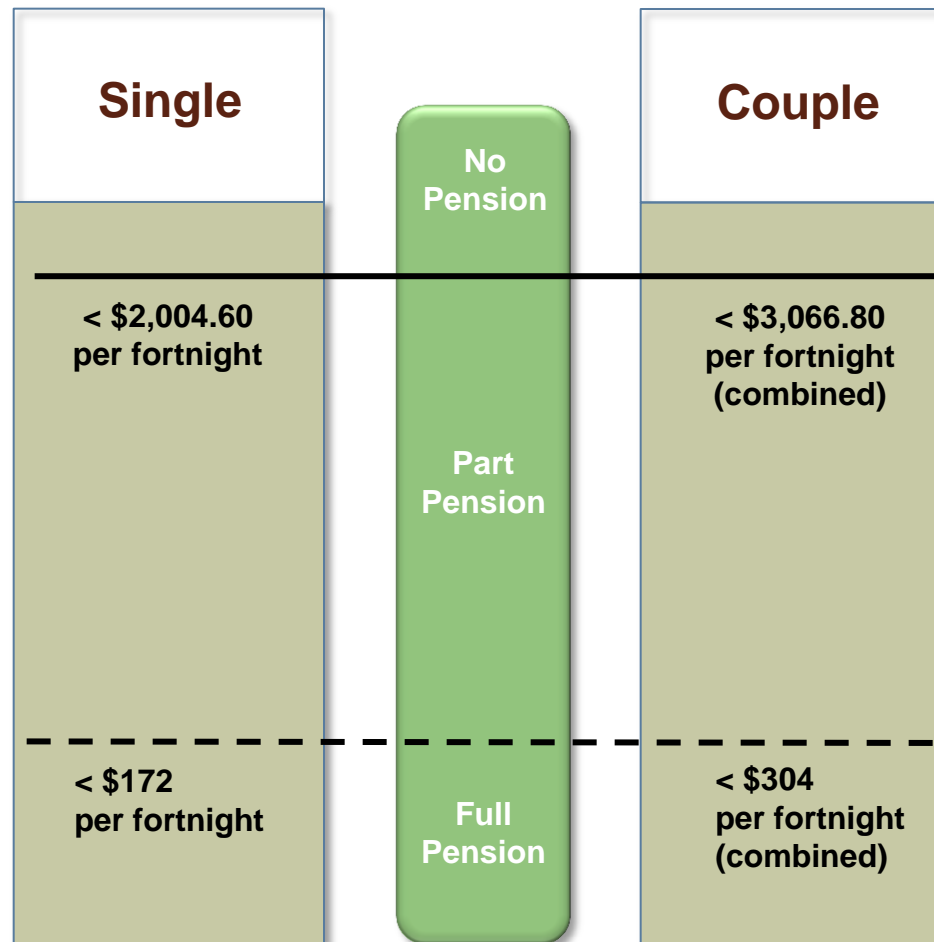 Single
< $2,004.60
per fortnight
< $172
per fortnight
No
Pension
Part
Pension
Full
Pension
Couple
< $3,066.80
per fortnight
(combined)
< $304
per fortnight
(combined)